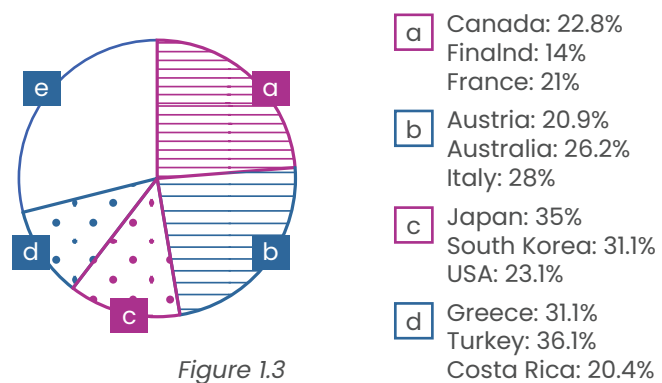 e
a
d
b
c
Figure 1.3
a
Canada: 22.8%
Finalnd: 14%
France: 21%
b
Austria: 20.9%
Australia: 26.2%
Italy: 28%
c
Japan: 35%
South Korea: 31.1%
USA: 23.1%
d
Greece: 31.1%
Turkey: 36.1%
Costa Rica: 20.4%